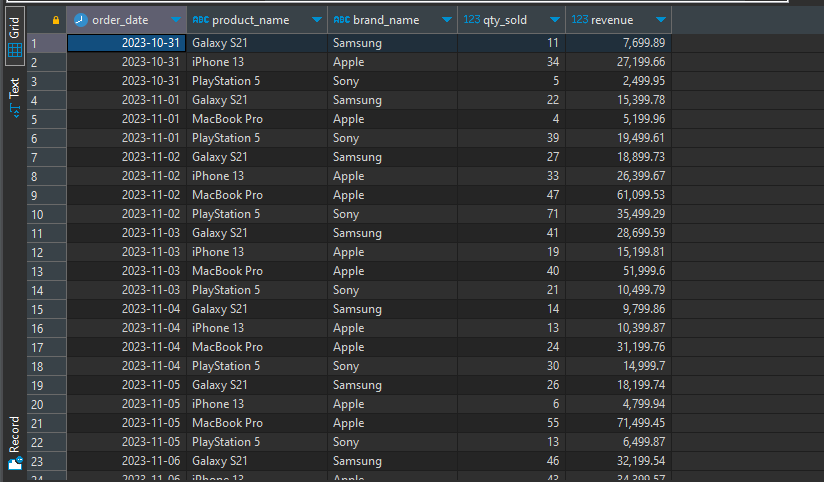 Grid
Text
Record
order_date ABC product_name ABC brand_name 123 qty_sold 123 revenue
1 2023-10-31 Galaxy S21 Samsung 11 7,699.89
2 2023-10-31 iPhone 13 Apple 34 27,199.66
3 2023-10-31 PlayStation 5 Sony 5 2,499.95
4 2023-11-01 Galaxy S21 Samsung 22 15,399.78
5 2023-11-01 MacBook Pro Apple 4 5,199.96
6 2023-11-01 PlayStation 5 Sony 39 19,499.61
7 2023-11-02 Galaxy S21 Samsung 27 18,899.73
8 2023-11-02 iPhone 13 Apple 33 26,399.67
9 2023-11-02 MacBook Pro Apple 47 61,099.53
10 2023-11-02 PlayStation 5 Sony 71 35,499.29
11 2023-11-03 Galaxy S21 Samsung 41 28,699.59
12 2023-11-03 iPhone 13 Apple 19 15,199.81
13 2023-11-03 MacBook Pro Apple 40 51,999.6
14 2023-11-03 PlayStation 5 Sony 21 10,499.79
15 2023-11-04 Galaxy S21 Samsung 14 9,799.86
16 2023-11-04 iPhone 13 Apple 13 10,399.87
17 2023-11-04 MacBook Pro Apple 24 31,199.76
18 2023-11-04 PlayStation 5 Sony 30 14,999.7
19 2023-11-05 Galaxy S21 Samsung 26 18,199.74
20 2023-11-05 iPhone 13 Apple 6 4,799.94
21 2023-11-05 MacBook Pro Apple 55 71,499.45
22 2023-11-05 PlayStation 5 Sony 13 6,499.87
23 2023-11-06 Galaxy S21 Samsung 46 32,199.54
24 2023-11-06 iPhone 13 Apple 43 34,399.57